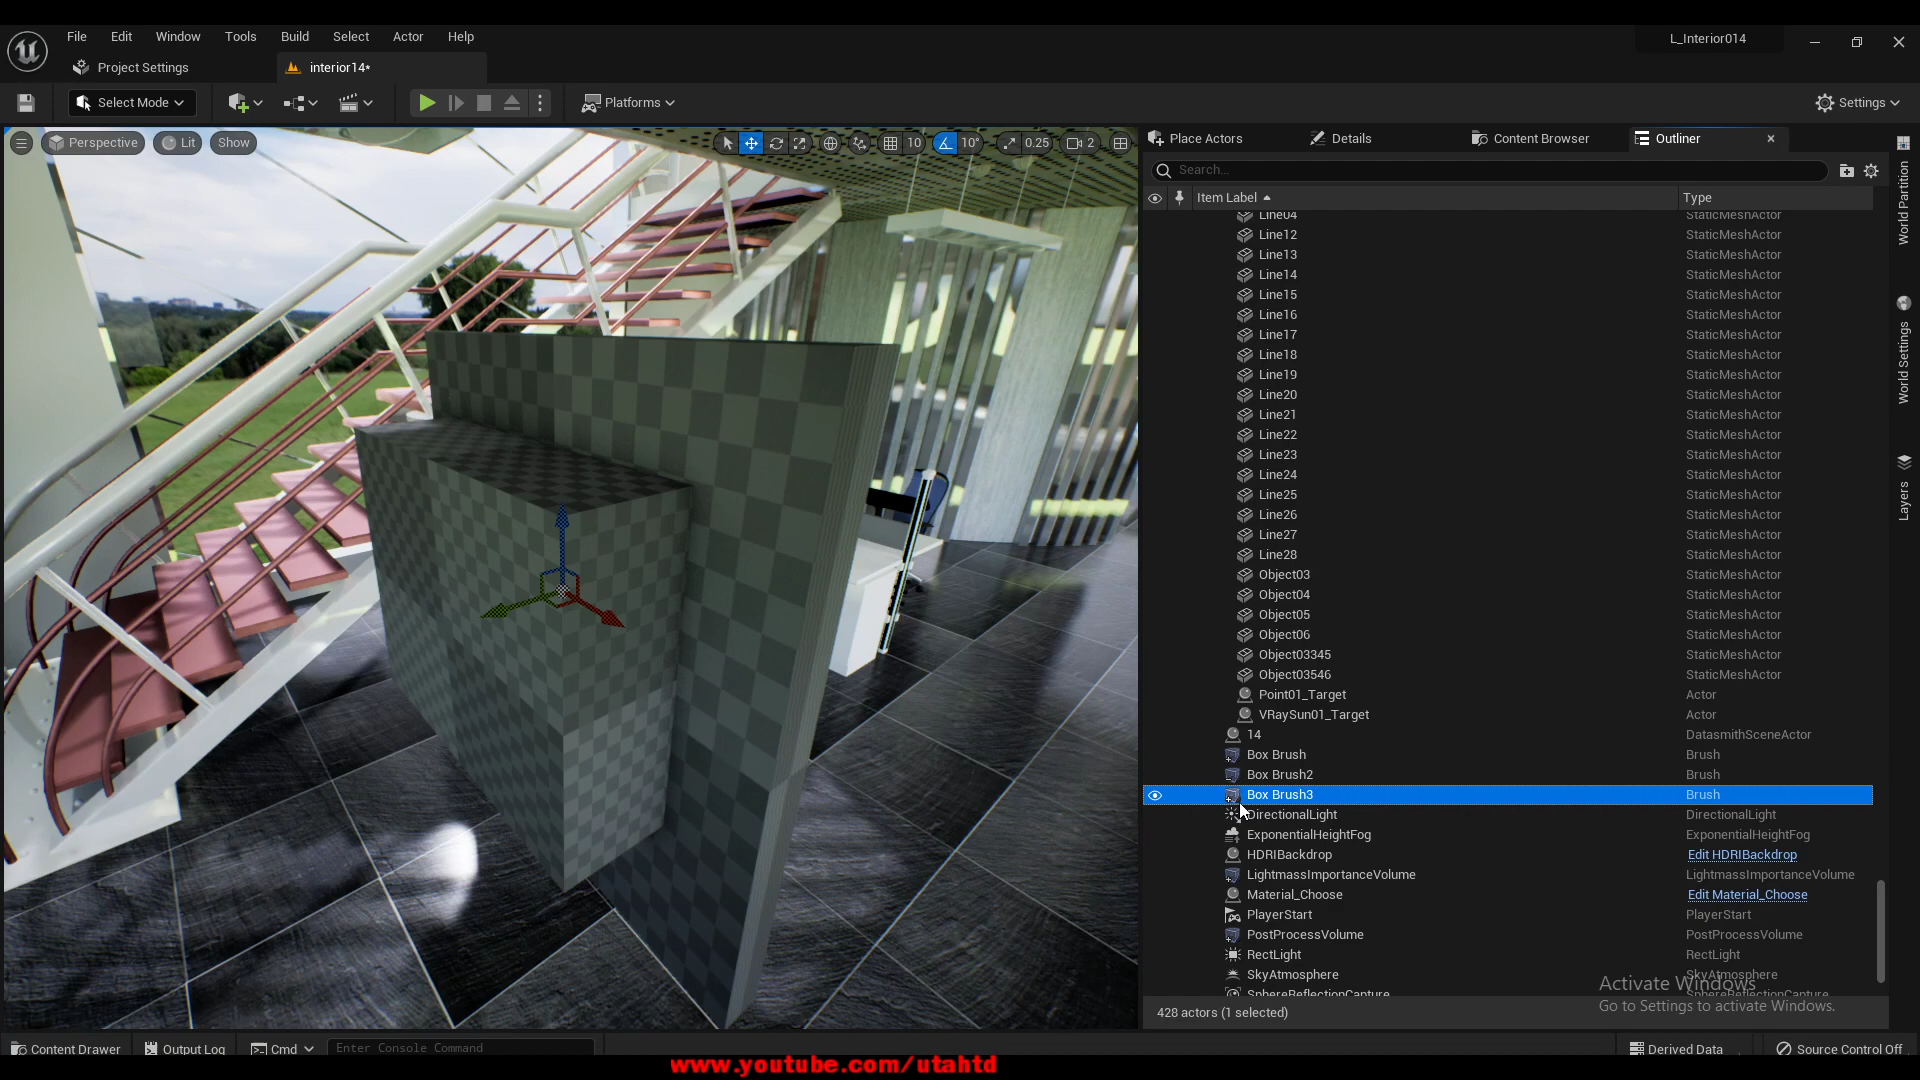 File Edit Window Tools Build Select Actor Help
L_Interior014
Project Settings
interior14*
Select Mode
Platforms
Settings
Perspective Lit Show
10 10° 0.25 2
Place Actors Details Content Browser Outliner
Search...
Item Label Type
Line04 StaticMeshActor
Line12 StaticMeshActor
Line13 StaticMeshActor
Line14 StaticMeshActor
Line15 StaticMeshActor
Line16 StaticMeshActor
Line17 StaticMeshActor
Line18 StaticMeshActor
Line19 StaticMeshActor
Line20 StaticMeshActor
Line21 StaticMeshActor
Line22 StaticMeshActor
Line23 StaticMeshActor
Line24 StaticMeshActor
Line25 StaticMeshActor
Line26 StaticMeshActor
Line27 StaticMeshActor
Line28 StaticMeshActor
Object03 StaticMeshActor
Object04 StaticMeshActor
Object05 StaticMeshActor
Object06 StaticMeshActor
Object03345 StaticMeshActor
Object03546 StaticMeshActor
Point01_Target Actor
VRaySun01_Target Actor
14 DatasmithSceneActor
Box Brush Brush
Box Brush2 Brush
Box Brush3 Brush
DirectionalLight DirectionalLight
ExponentialHeightFog ExponentialHeightFog
HDRIBackdrop Edit HDRIBackdrop
LightmassImportanceVolume LightmassImportanceVolume
Material_Choose Edit Material_Choose
PlayerStart PlayerStart
PostProcessVolume PostProcessVolume
RectLight RectLight
SkyAtmosphere SkyAtmosphere
SphereReflectionCapture SphereReflectionCapture
428 actors (1 selected)
World Partition
World Settings
Layers
Activate Windows
Go to Settings to activate Windows.
Content Drawer Output Log Cmd Enter Console Command
Derived Data Source Control Off
www.youtube.com/utahtd